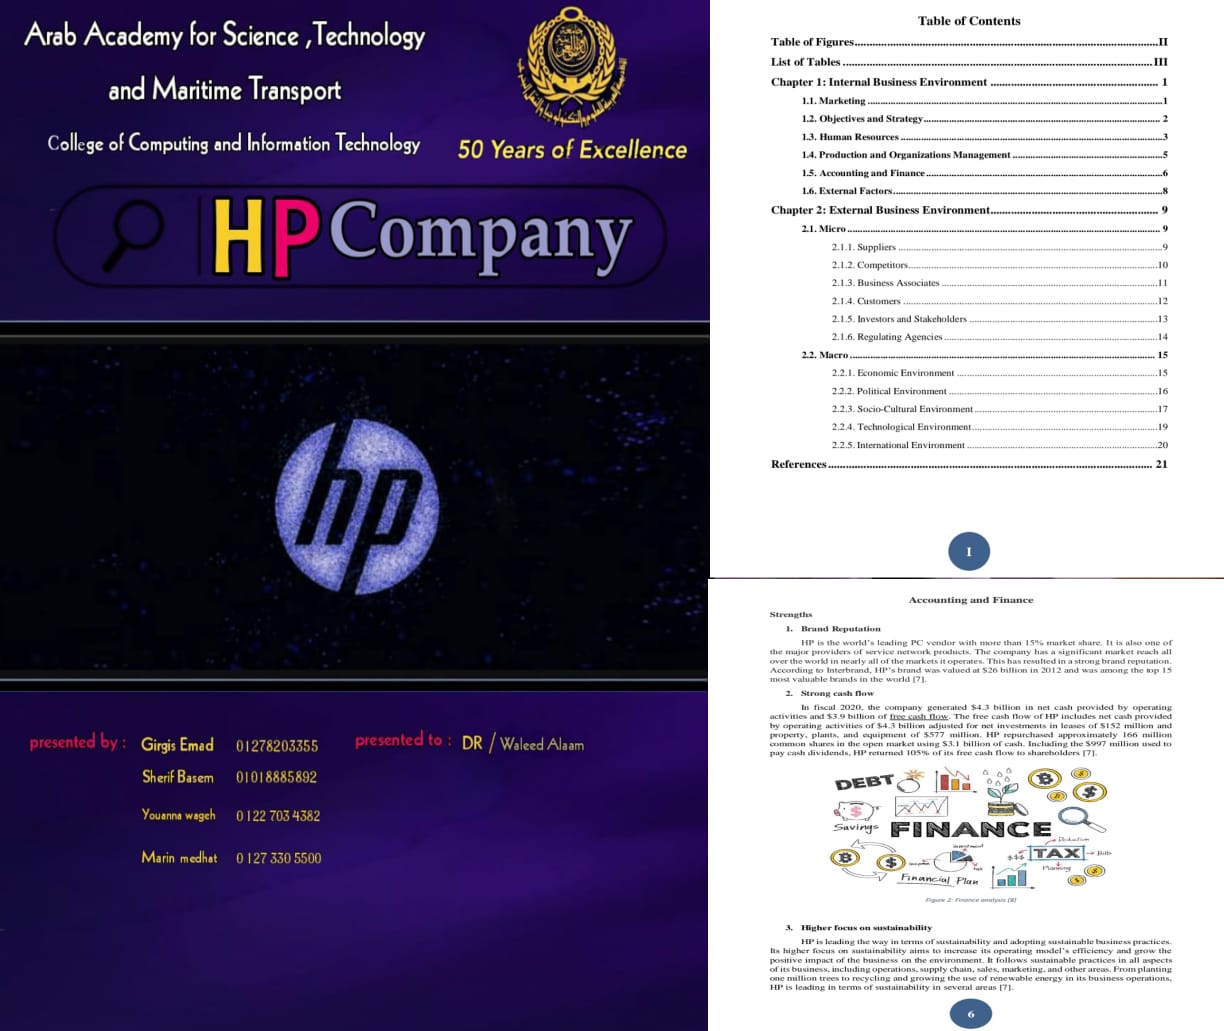 Arab Academy for Science ,Technology
and Maritime Transport
College of Computing and Information Technology
50 Years of Excellence
HP Company
hp
presented by : Girgis Emad 01278203355
Sherif Basem 01018885892
Youanna wageh 0122 703 4382
Marin medhat 0 127 330 5500
presented to : DR / Waleed Alaam
Table of Contents
Table of Figures II
List of Tables III
Chapter 1: Internal Business Environment 1
1.1. Marketing 1
1.2. Objectives and Strategy 2
1.3. Human Resources 3
1.4. Production and Organizations Management 5
1.5. Accounting and Finance 6
1.6. External Factors 8
Chapter 2: External Business Environment 9
2.1. Micro 9
2.1.1. Suppliers 9
2.1.2. Competitors 10
2.1.3. Business Associates 11
2.1.4. Customers 12
2.1.5. Investors and Stakeholders 13
2.1.6. Regulating Agencies 14
2.2. Macro 15
2.2.1. Economic Environment 15
2.2.2. Political Environment 16
2.2.3. Socio-Cultural Environment 17
2.2.4. Technological Environment 19
2.2.5. International Environment 20
References 21
I
Accounting and Finance
Strengths
1. Brand Reputation
HP is the world's leading PC vendor with more than 15% market share. It is also one of
the major providers of service network products. The company has a significant market reach all
over the world in nearly all of the markets it operates. This has resulted in a strong brand reputation.
According to Interbrand, HP's brand was valued at $26 billion in 2012 and was among the top 15
most valuable brands in the world [7].
2. Strong cash flow
In fiscal 2020, the company generated $4.3 billion in net cash provided by operating
activities and $3.9 billion of free cash flow. The free cash flow of HP includes net cash provided
by operating activities of $4.3 billion adjusted for net investments in leases of $152 million and
property, plants, and equipment of $577 million. HP repurchased approximately 166 million
common shares in the open market using $3.1 billion of cash. Including the $997 million used to
pay cash dividends, HP returned 105% of its free cash flow to shareholders [7].
DEBT
Savings
FINANCE
Deduction
TAX
Bills
Planning
$$$
investment
Financial Plan
Figure 2: Finance analysis [8]
3. Higher focus on sustainability
HP is leading the way in terms of sustainability and adopting sustainable business practices.
Its higher focus on sustainability aims to increase its operating model's efficiency and grow the
positive impact of the business on the environment. It follows sustainable practices in all aspects
of its business, including operations, supply chain, sales, marketing, and other areas. From planting
one million trees to recycling and growing the use of renewable energy in its business operations,
HP is leading in terms of sustainability in several areas [7].
6